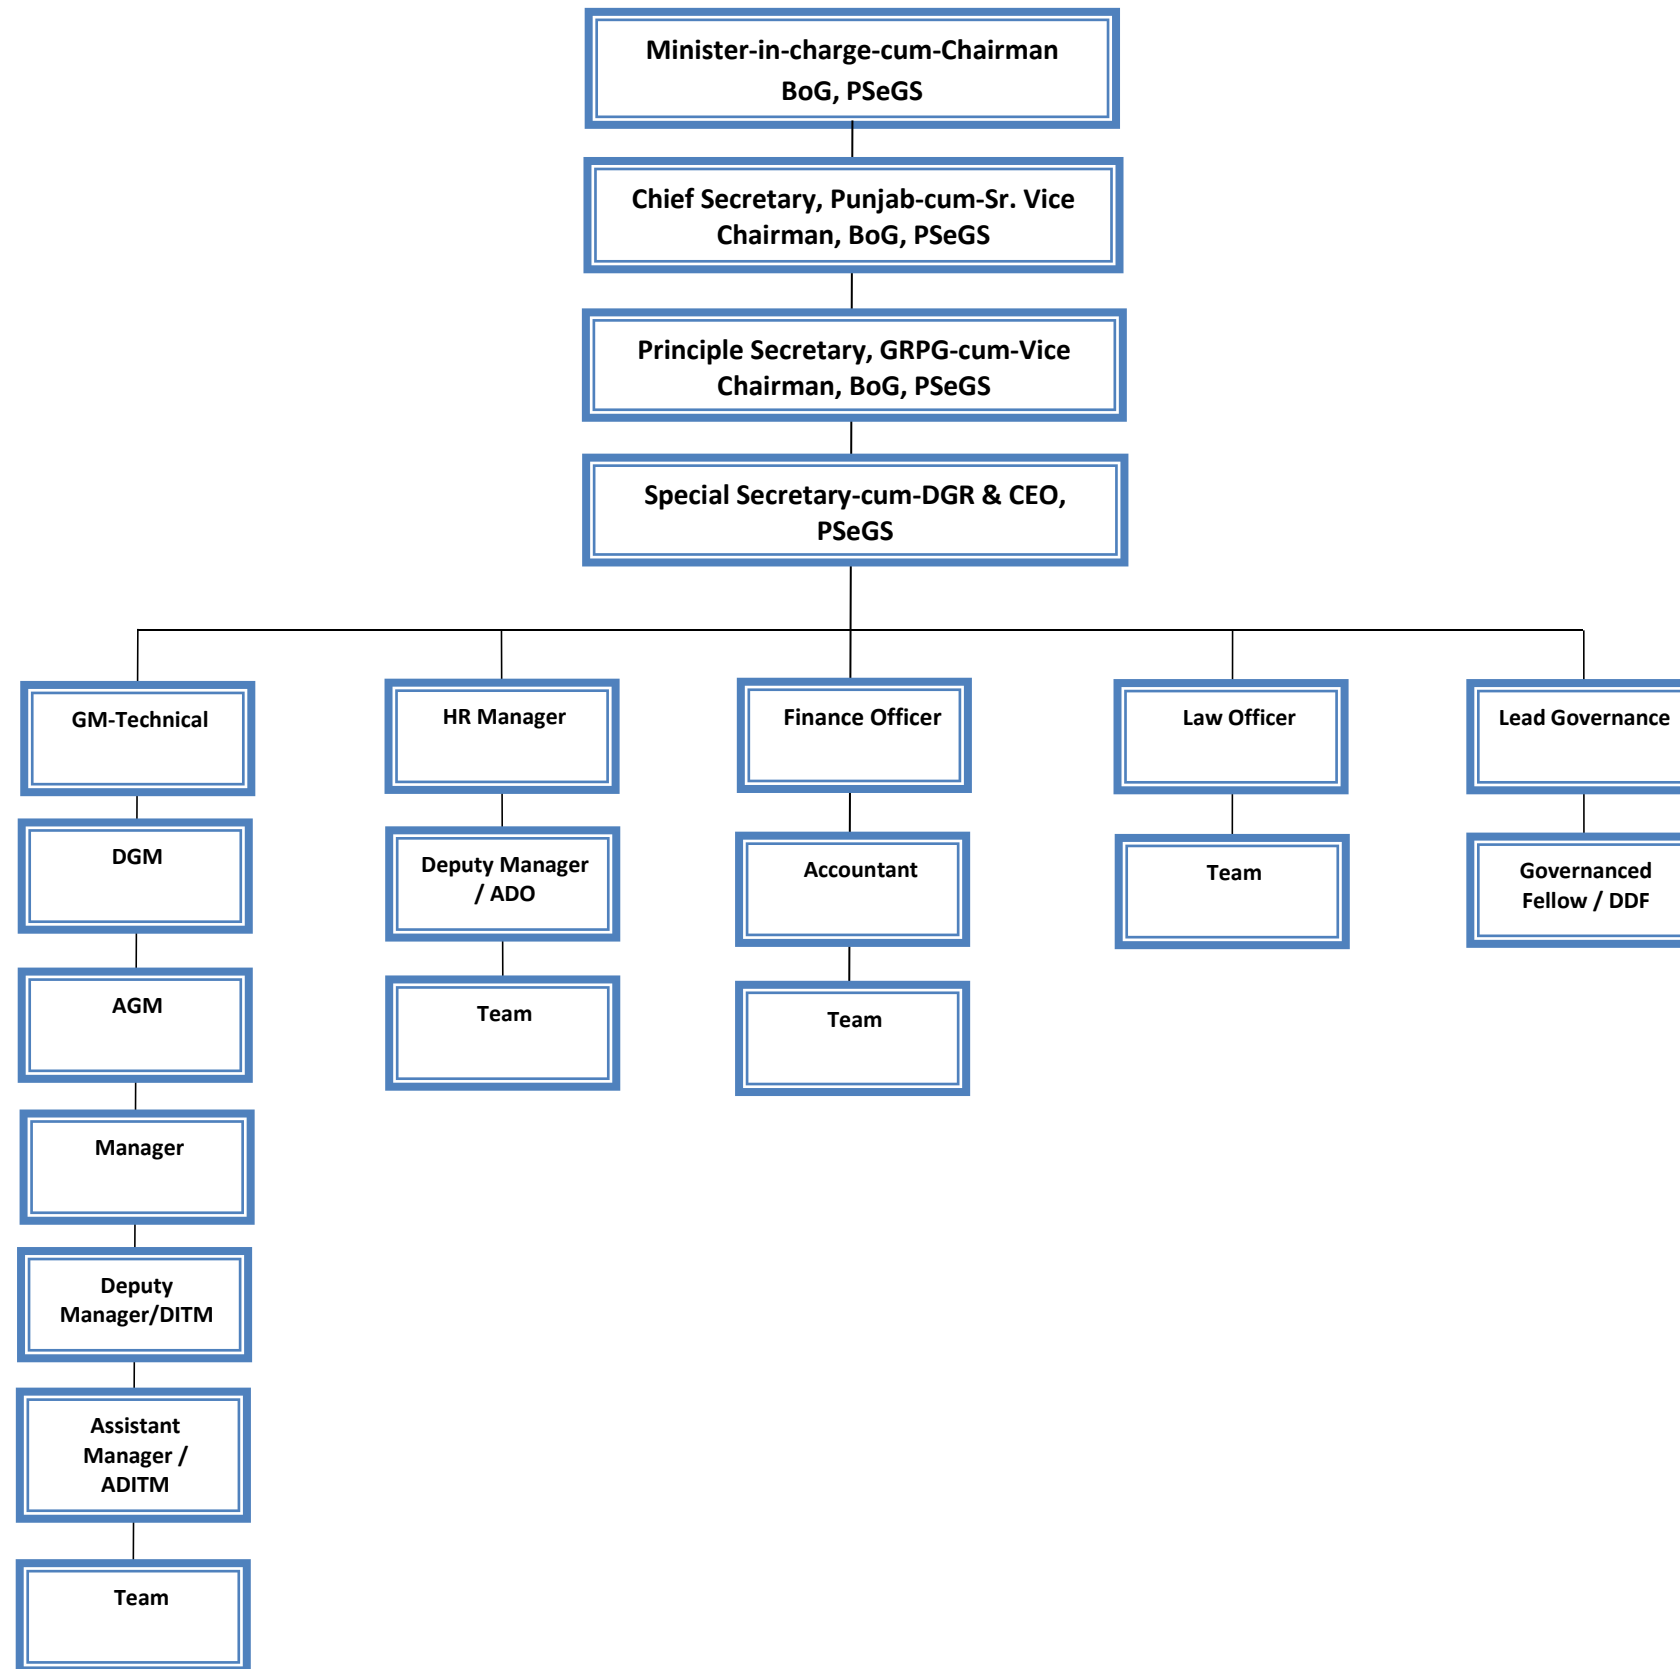 Minister-in-charge-cum-Chairman
BoG, PSeGS
Chief Secretary, Punjab-cum-Sr. Vice
Chairman, BoG, PSeGS
Principle Secretary, GRPG-cum-Vice
Chairman, BoG, PSeGS
Special Secretary-cum-DGR & CEO,
PSeGS
GM-Technical
HR Manager
Finance Officer
Law Officer
Lead Governance
DGM
Deputy Manager
/ ADO
Accountant
Team
Governanced
Fellow / DDF
AGM
Team
Team
Manager
Deputy
Manager/DITM
Assistant
Manager /
ADITM
Team